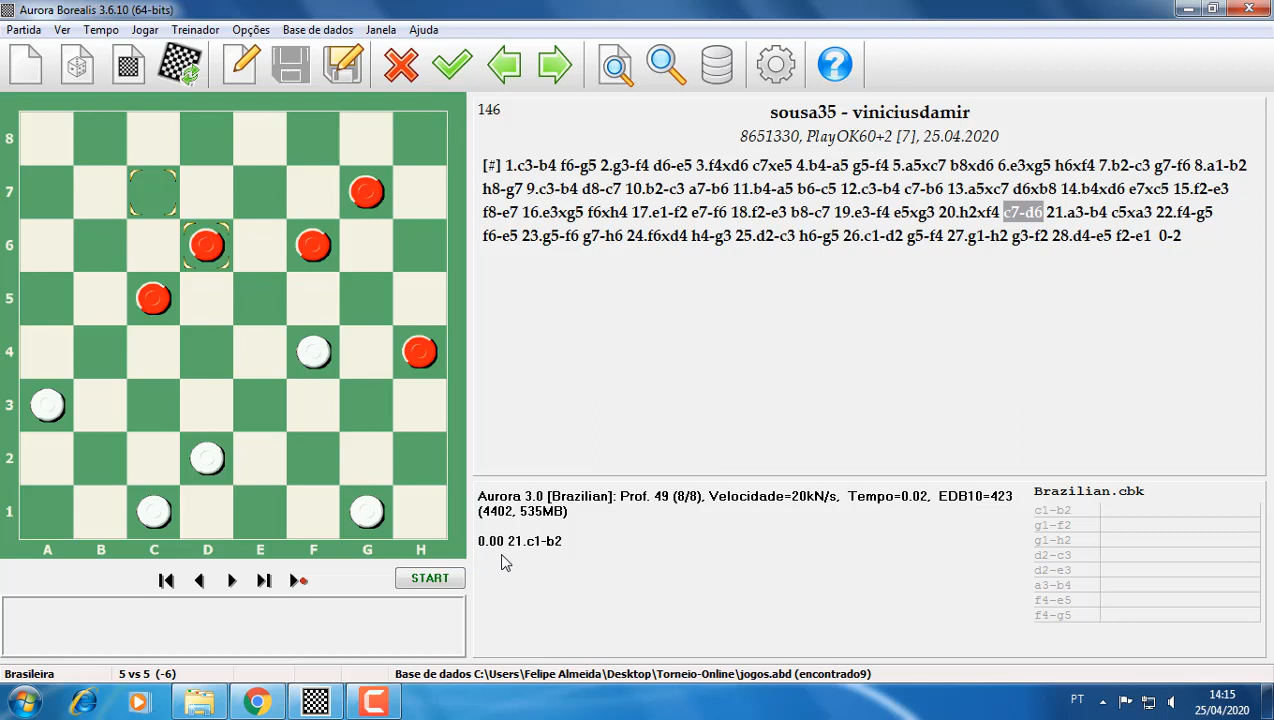 Aurora Borealis 3.6.10 (64-bits)
Partida Ver Tempo Jogar Treinador Opções Base de dados Janela Ajuda
146
sousa35 - viniciusdamir
8651330, PlayOK60+2 [7], 25.04.2020
[#] 1.c3-b4 f6-g5 2.g3-f4 d6-e5 3.f4xd6 c7xe5 4.b4-a5 g5-f4 5.a5xc7 b8xd6 6.e3xg5 h6xf4 7.b2-c3 g7-f6 8.a1-b2
h8-g7 9.c3-b4 d8-c7 10.b2-c3 a7-b6 11.b4-a5 b6-c5 12.c3-b4 c7-b6 13.a5xc7 d6xb8 14.b4xd6 e7xc5 15.f2-e3
f8-e7 16.e3xg5 f6xh4 17.e1-f2 e7-f6 18.f2-e3 b8-c7 19.e3-f4 e5xg3 20.h2xf4 c7-d6 21.a3-b4 c5xa3 22.f4-g5
f6-e5 23.g5-f6 g7-h6 24.f6xd4 h4-g3 25.d2-c3 h6-g5 26.c1-d2 g5-f4 27.g1-h2 g3-f2 28.d4-e5 f2-e1 0-2
8
7
6
5
4
3
2
1
A B C D E F G H
START
Aurora 3.0 [Brazilian]: Prof. 49 (8/8), Velocidade=20kN/s, Tempo=0.02, EDB10=423
(4402, 535MB)
0.00 21.c1-b2
Brazilian.cbk
c1-b2
g1-f2
g1-h2
d2-c3
d2-e3
a3-b4
f4-e5
f4-g5
Brasileira 5 vs 5 (-6) Base de dados C:\Users\Felipe Almeida\Desktop\Torneio-Online\jogos.abd (encontrado9)
PT 14:15
25/04/2020